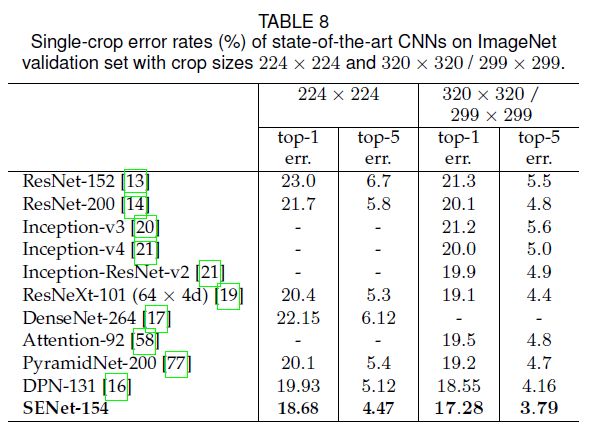 TABLE 8
Single-crop error rates (%) of state-of-the-art CNNs on ImageNet
validation set with crop sizes 224 × 224 and 320 × 320 / 299 × 299.
224 × 224 320 × 320 /
299 × 299
top-1 top-5 top-1 top-5
err. err. err. err.
ResNet-152 [13] 23.0 6.7 21.3 5.5
ResNet-200 [14] 21.7 5.8 20.1 4.8
Inception-v3 [20] - - 21.2 5.6
Inception-v4 [21] - - 20.0 5.0
Inception-ResNet-v2 [21] - - 19.9 4.9
ResNeXt-101 (64 × 4d) [19] 20.4 5.3 19.1 4.4
DenseNet-264 [17] 22.15 6.12 - -
Attention-92 [58] - - 19.5 4.8
PyramidNet-200 [77] 20.1 5.4 19.2 4.7
DPN-131 [16] 19.93 5.12 18.55 4.16
SENet-154 18.68 4.47 17.28 3.79